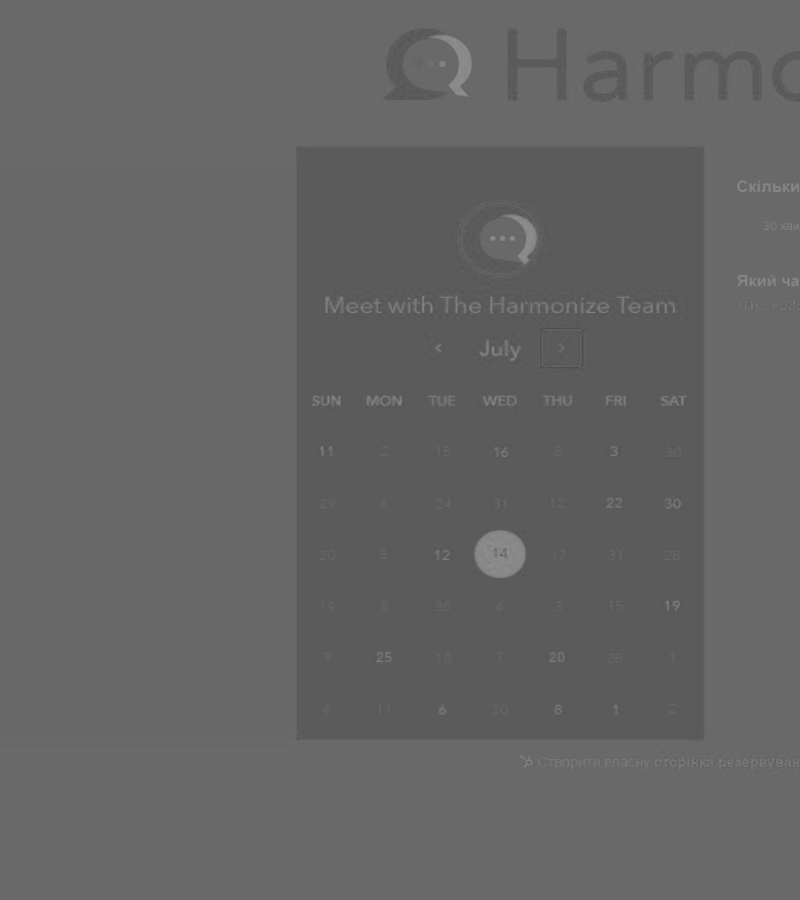 Harmo
Meet with The Harmonize Team
‹ July ›
SUN MON TUE WED THU FRI SAT
11 2 15 16 8 3 30
29 6 24 31 12 22 30
20 5 12 14 17 31 28
19 8 30 4 3 15 19
9 25 10 7 20 28 1
4 11 6 20 8 1 2
Скільки
30 хви
Який ча
Створити власну сторінка резервуван